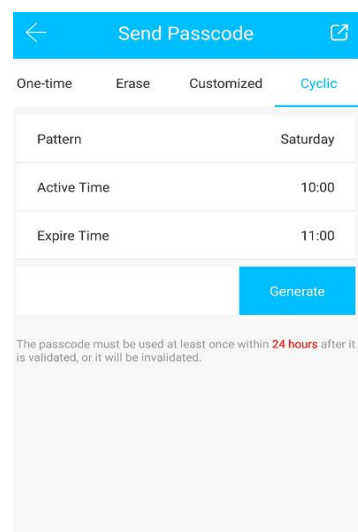 Send Passcode
One-time Erase Customized Cyclic
Pattern Saturday
Active Time 10:00
Expire Time 11:00
Generate
The passcode must be used at least once within 24 hours after it
is validated, or it will be invalidated.